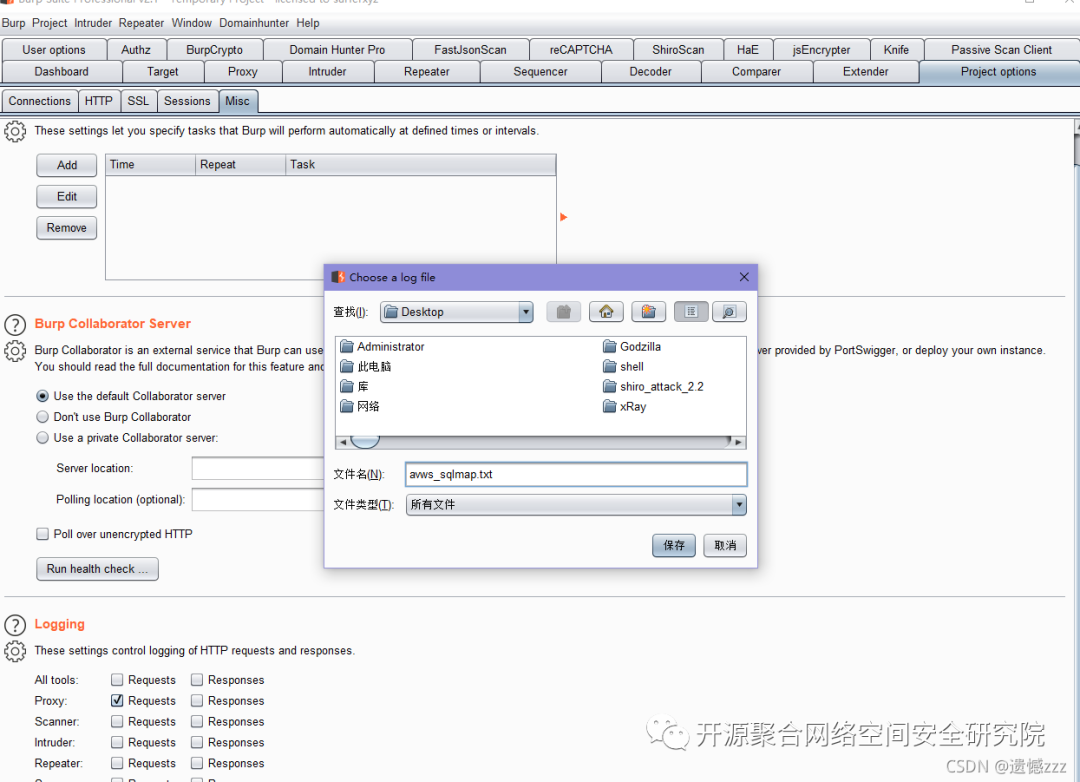 Burp Suite Professional v2.1 - Temporary Project - licensed to surferxyz
Burp Project Intruder Repeater Window Domainhunter Help
User options Authz BurpCrypto Domain Hunter Pro FastJsonScan reCAPTCHA ShiroScan HaE jsEncrypter Knife Passive Scan Client
Dashboard Target Proxy Intruder Repeater Sequencer Decoder Comparer Extender Project options
Connections HTTP SSL Sessions Misc
These settings let you specify tasks that Burp will perform automatically at defined times or intervals.
Add Time Repeat Task
Edit
Remove
Choose a log file
查找(I): Desktop
Administrator Godzilla
此电脑 shell
库 shiro_attack_2.2
网络 xRay
文件名(N): avws_sqlmap.txt
文件类型(T): 所有文件
保存 取消
Burp Collaborator Server
Burp Collaborator is an external service that Burp can use ver provided by PortSwigger, or deploy your own instance.
You should read the full documentation for this feature and
Use the default Collaborator server
Don't use Burp Collaborator
Use a private Collaborator server:
Server location:
Polling location (optional):
Poll over unencrypted HTTP
Run health check ...
Logging
These settings control logging of HTTP requests and responses.
All tools: Requests Responses
Proxy: Requests Responses
Scanner: Requests Responses
Intruder: Requests Responses
Repeater: Requests Responses
开源聚合网络空间安全研究院
CSDN @遗憾zzz